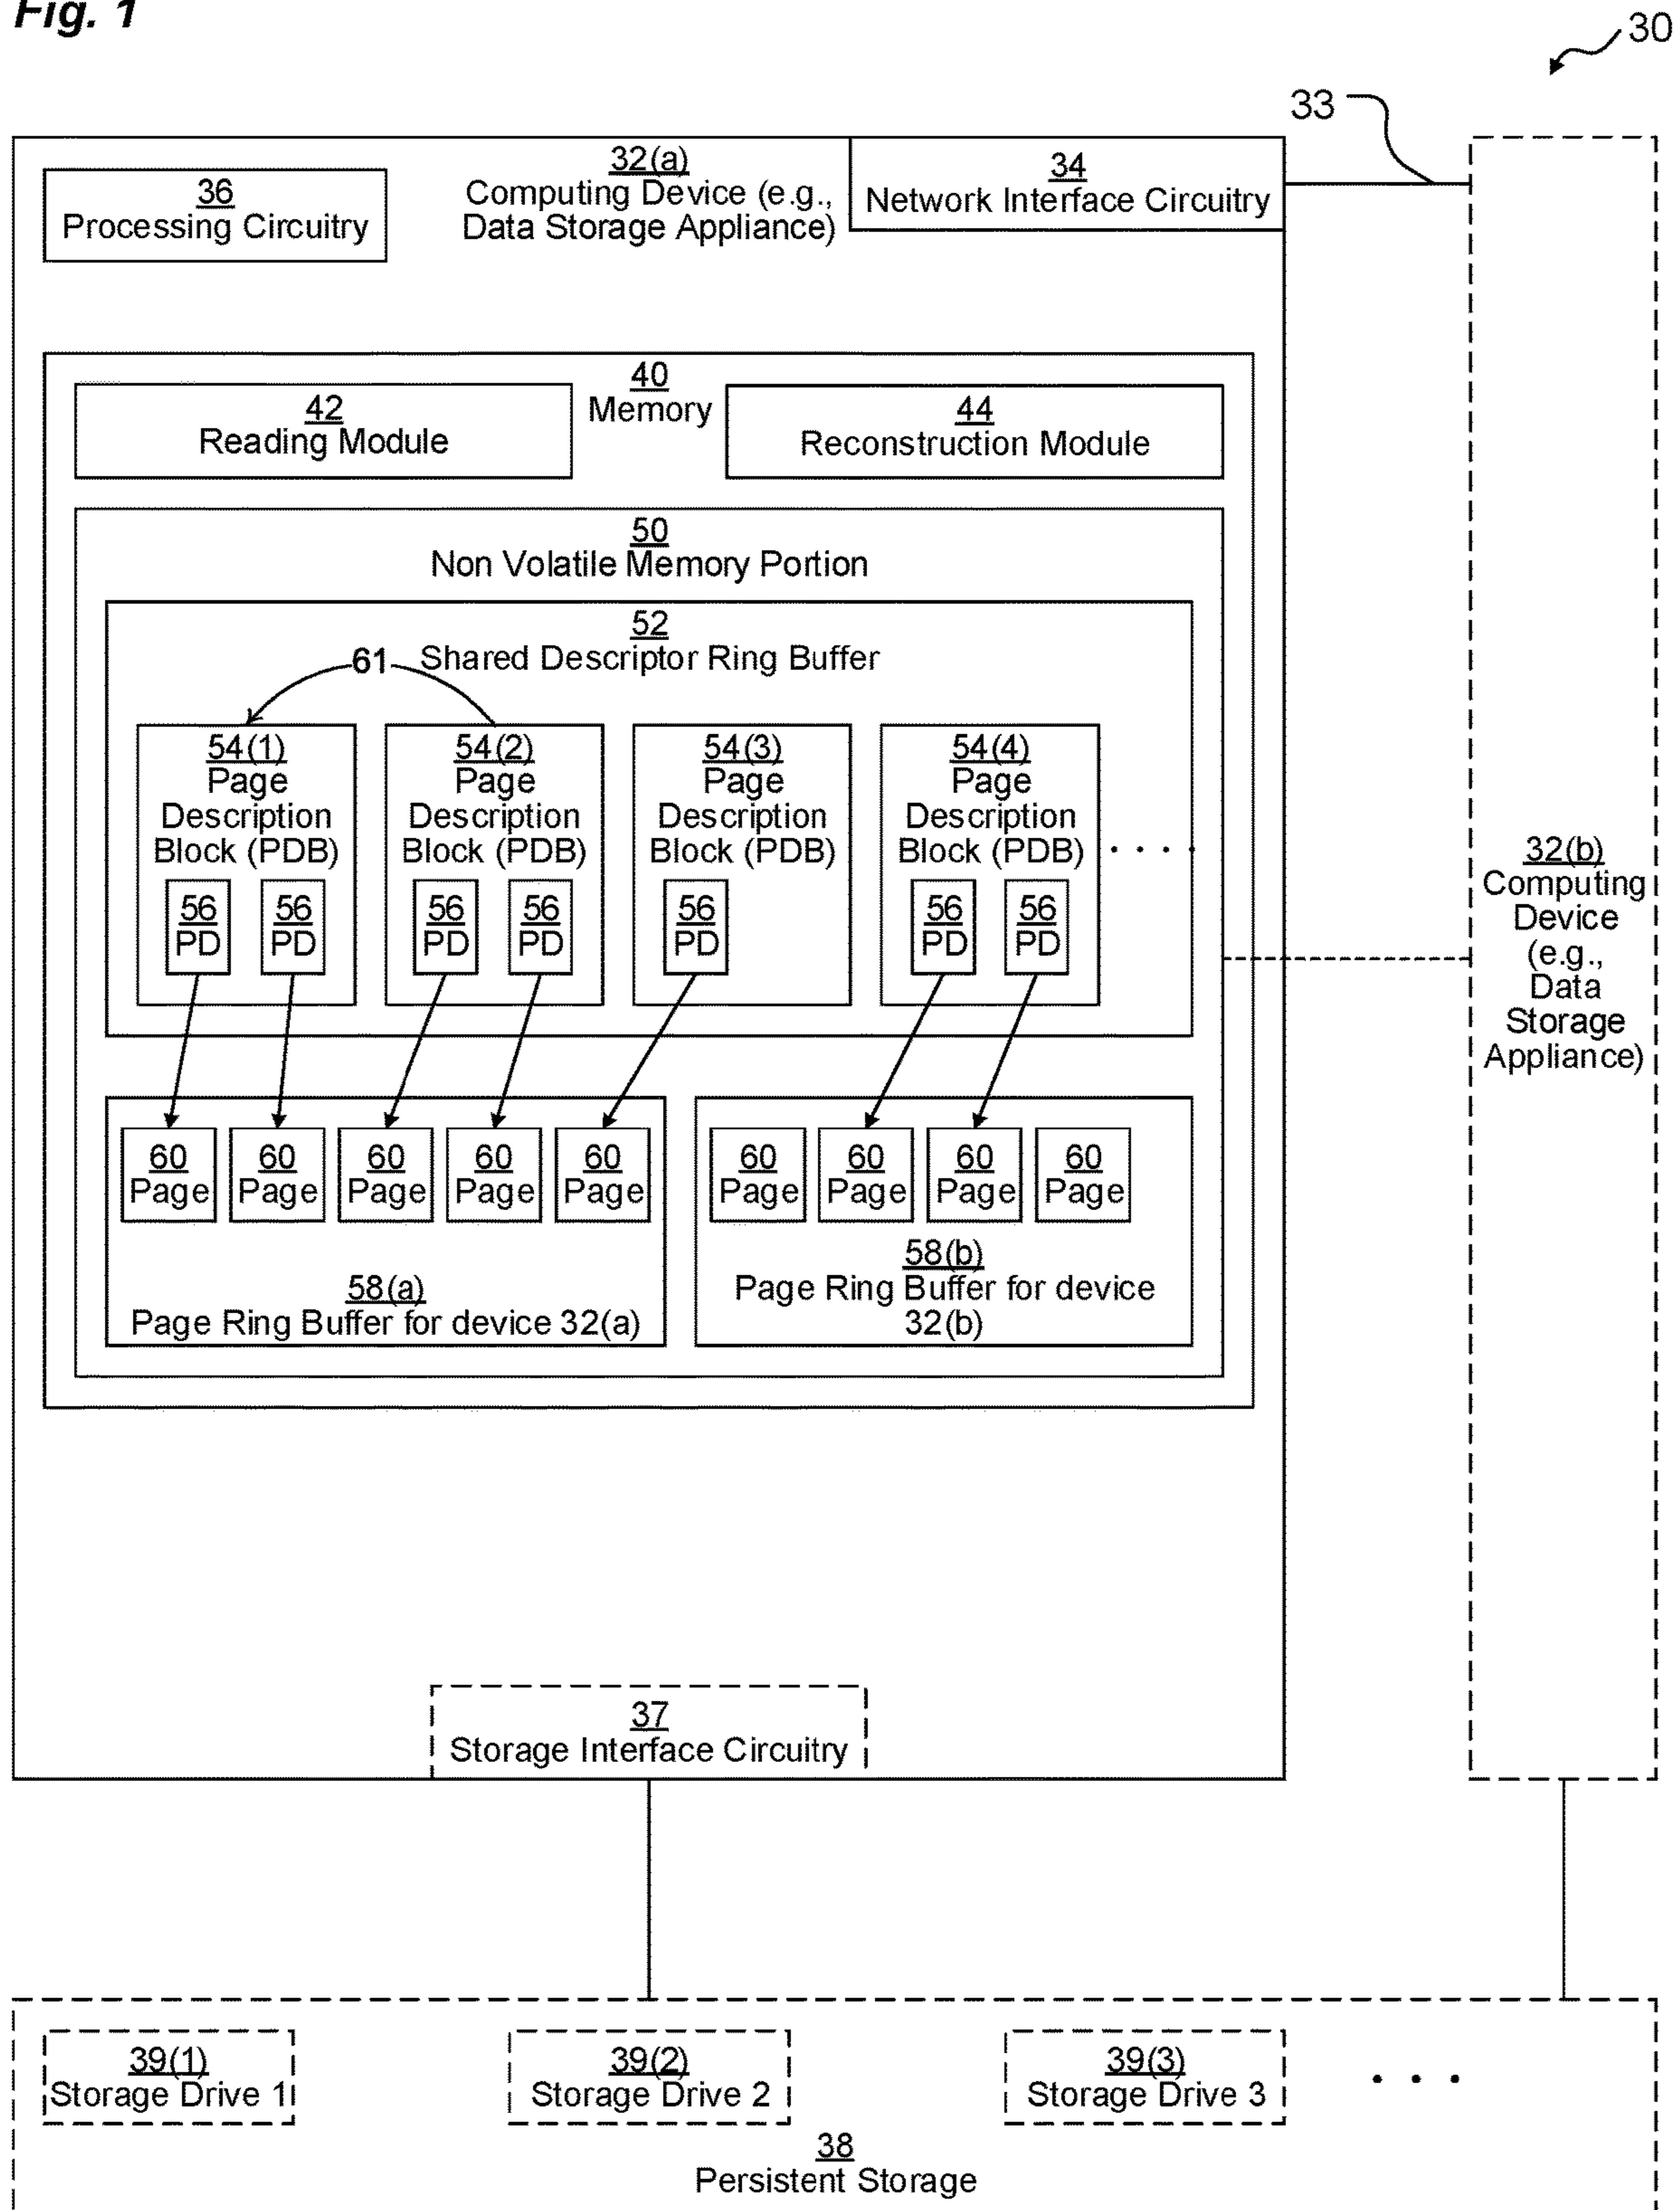 Fig. 1
30
33
32(a)
Computing Device (e.g.,
Data Storage Appliance)
34
Network Interface Circuitry
36
Processing Circuitry
40
Memory
42
Reading Module
44
Reconstruction Module
50
Non Volatile Memory Portion
52
Shared Descriptor Ring Buffer
61
54(1)
Page
Description
Block (PDB)
56
PD
56
PD
54(2)
Page
Description
Block (PDB)
56
PD
56
PD
54(3)
Page
Description
Block (PDB)
56
PD
54(4)
Page
Description
Block (PDB)
56
PD
56
PD
. . . .
32(b)
Computing
Device
(e.g.,
Data
Storage
Appliance)
60
Page
60
Page
60
Page
60
Page
60
Page
58(a)
Page Ring Buffer for device 32(a)
60
Page
60
Page
60
Page
60
Page
58(b)
Page Ring Buffer for device
32(b)
37
Storage Interface Circuitry
39(1)
Storage Drive 1
39(2)
Storage Drive 2
39(3)
Storage Drive 3
. . .
38
Persistent Storage